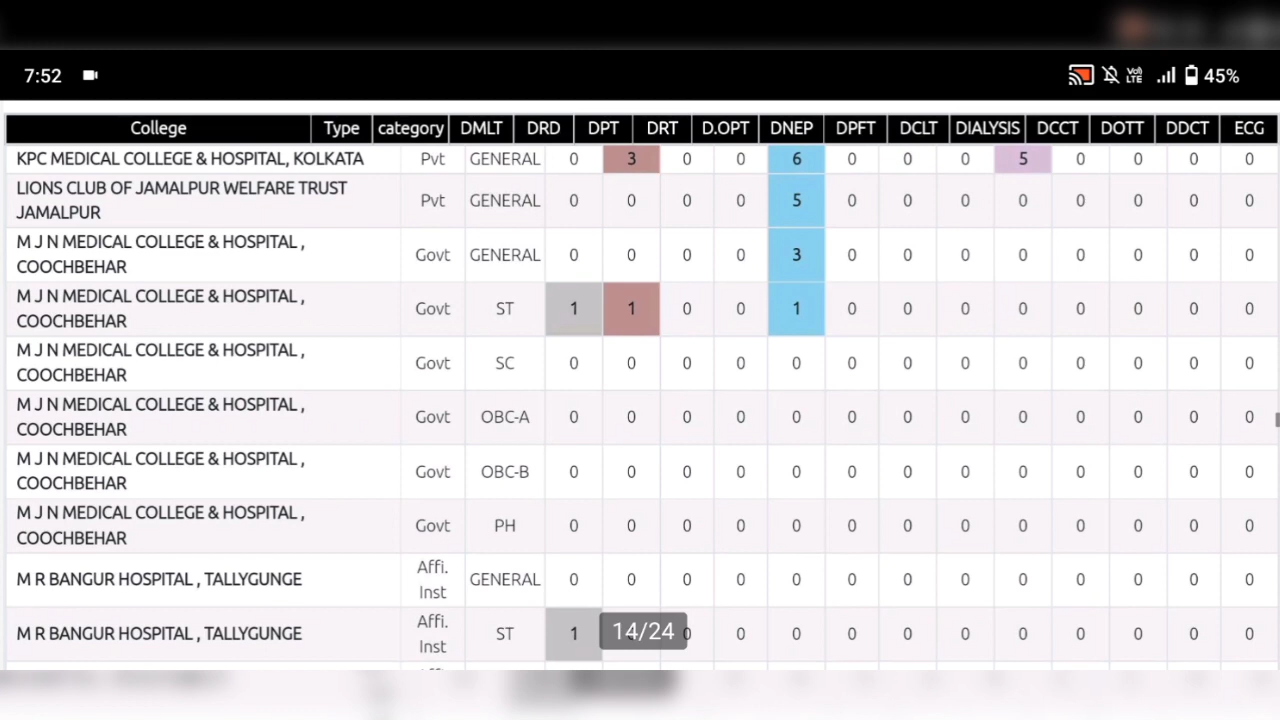 7:52 VoLTE 45%
College Type category DMLT DRD DPT DRT D.OPT DNEP DPFT DCLT DIALYSIS DCCT DOTT DDCT ECG
KPC MEDICAL COLLEGE & HOSPITAL, KOLKATA Pvt GENERAL 0 3 0 0 6 0 0 0 5 0 0 0 0
LIONS CLUB OF JAMALPUR WELFARE TRUST
JAMALPUR Pvt GENERAL 0 0 0 0 5 0 0 0 0 0 0 0 0
M J N MEDICAL COLLEGE & HOSPITAL ,
COOCHBEHAR Govt GENERAL 0 0 0 0 3 0 0 0 0 0 0 0 0
M J N MEDICAL COLLEGE & HOSPITAL ,
COOCHBEHAR Govt ST 1 1 0 0 1 0 0 0 0 0 0 0 0
M J N MEDICAL COLLEGE & HOSPITAL ,
COOCHBEHAR Govt SC 0 0 0 0 0 0 0 0 0 0 0 0 0
M J N MEDICAL COLLEGE & HOSPITAL ,
COOCHBEHAR Govt OBC-A 0 0 0 0 0 0 0 0 0 0 0 0 0
M J N MEDICAL COLLEGE & HOSPITAL ,
COOCHBEHAR Govt OBC-B 0 0 0 0 0 0 0 0 0 0 0 0 0
M J N MEDICAL COLLEGE & HOSPITAL ,
COOCHBEHAR Govt PH 0 0 0 0 0 0 0 0 0 0 0 0 0
M R BANGUR HOSPITAL , TALLYGUNGE Affi.
Inst GENERAL 0 0 0 0 0 0 0 0 0 0 0 0 0
M R BANGUR HOSPITAL , TALLYGUNGE Affi.
Inst ST 1 0 0 0 0 0 0 0 0 0 0 0
14/24